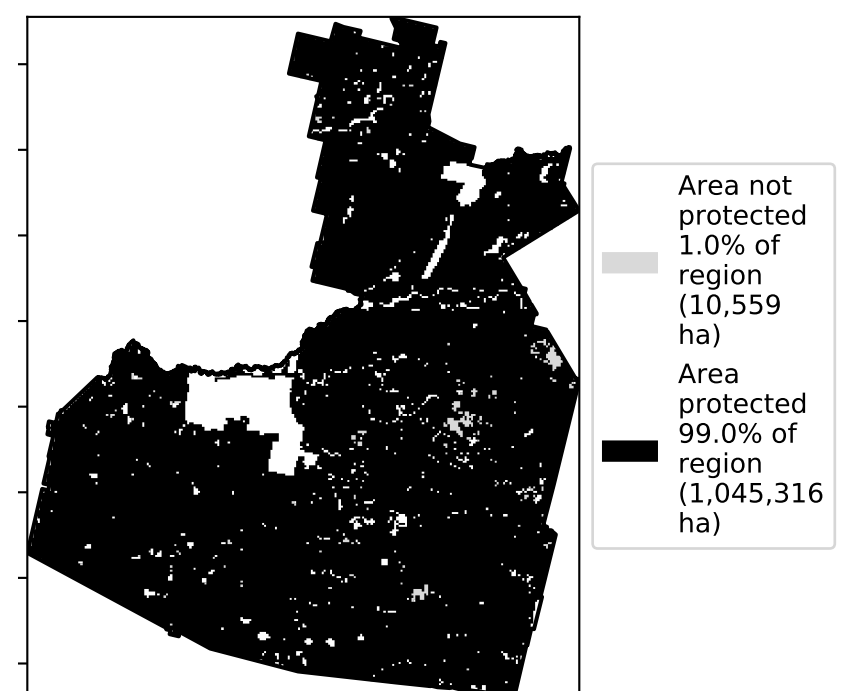 Area not
protected
1.0% of
region
(10,559
ha)
Area
protected
99.0% of
region
(1,045,316
ha)